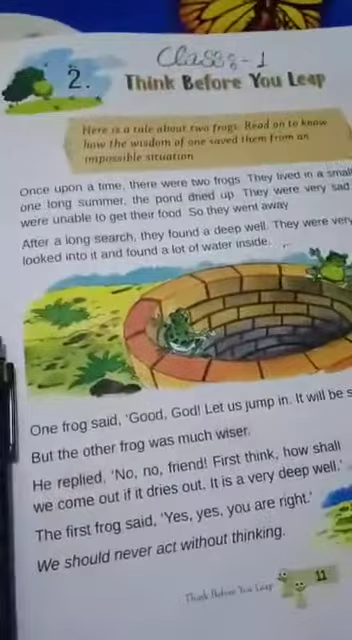 Class - 1
2. Think Before You Leap
Here is a tale about two frogs. Read on to know
how the wisdom of one saved them from an
impossible situation
Once upon a time, there were two frogs. They lived in a small
one long summer, the pond dried up. They were very sad
were unable to get their food. So they went away
After a long search, they found a deep well. They were very
looked into it and found a lot of water inside.
One frog said, 'Good, God! Let us jump in. It will be
But the other frog was much wiser.
He replied, 'No, no, friend! First think, how shall
we come out if it dries out. It is a very deep well.'
The first frog said, 'Yes, yes, you are right.'
We should never act without thinking.
Think Before You Leap 11